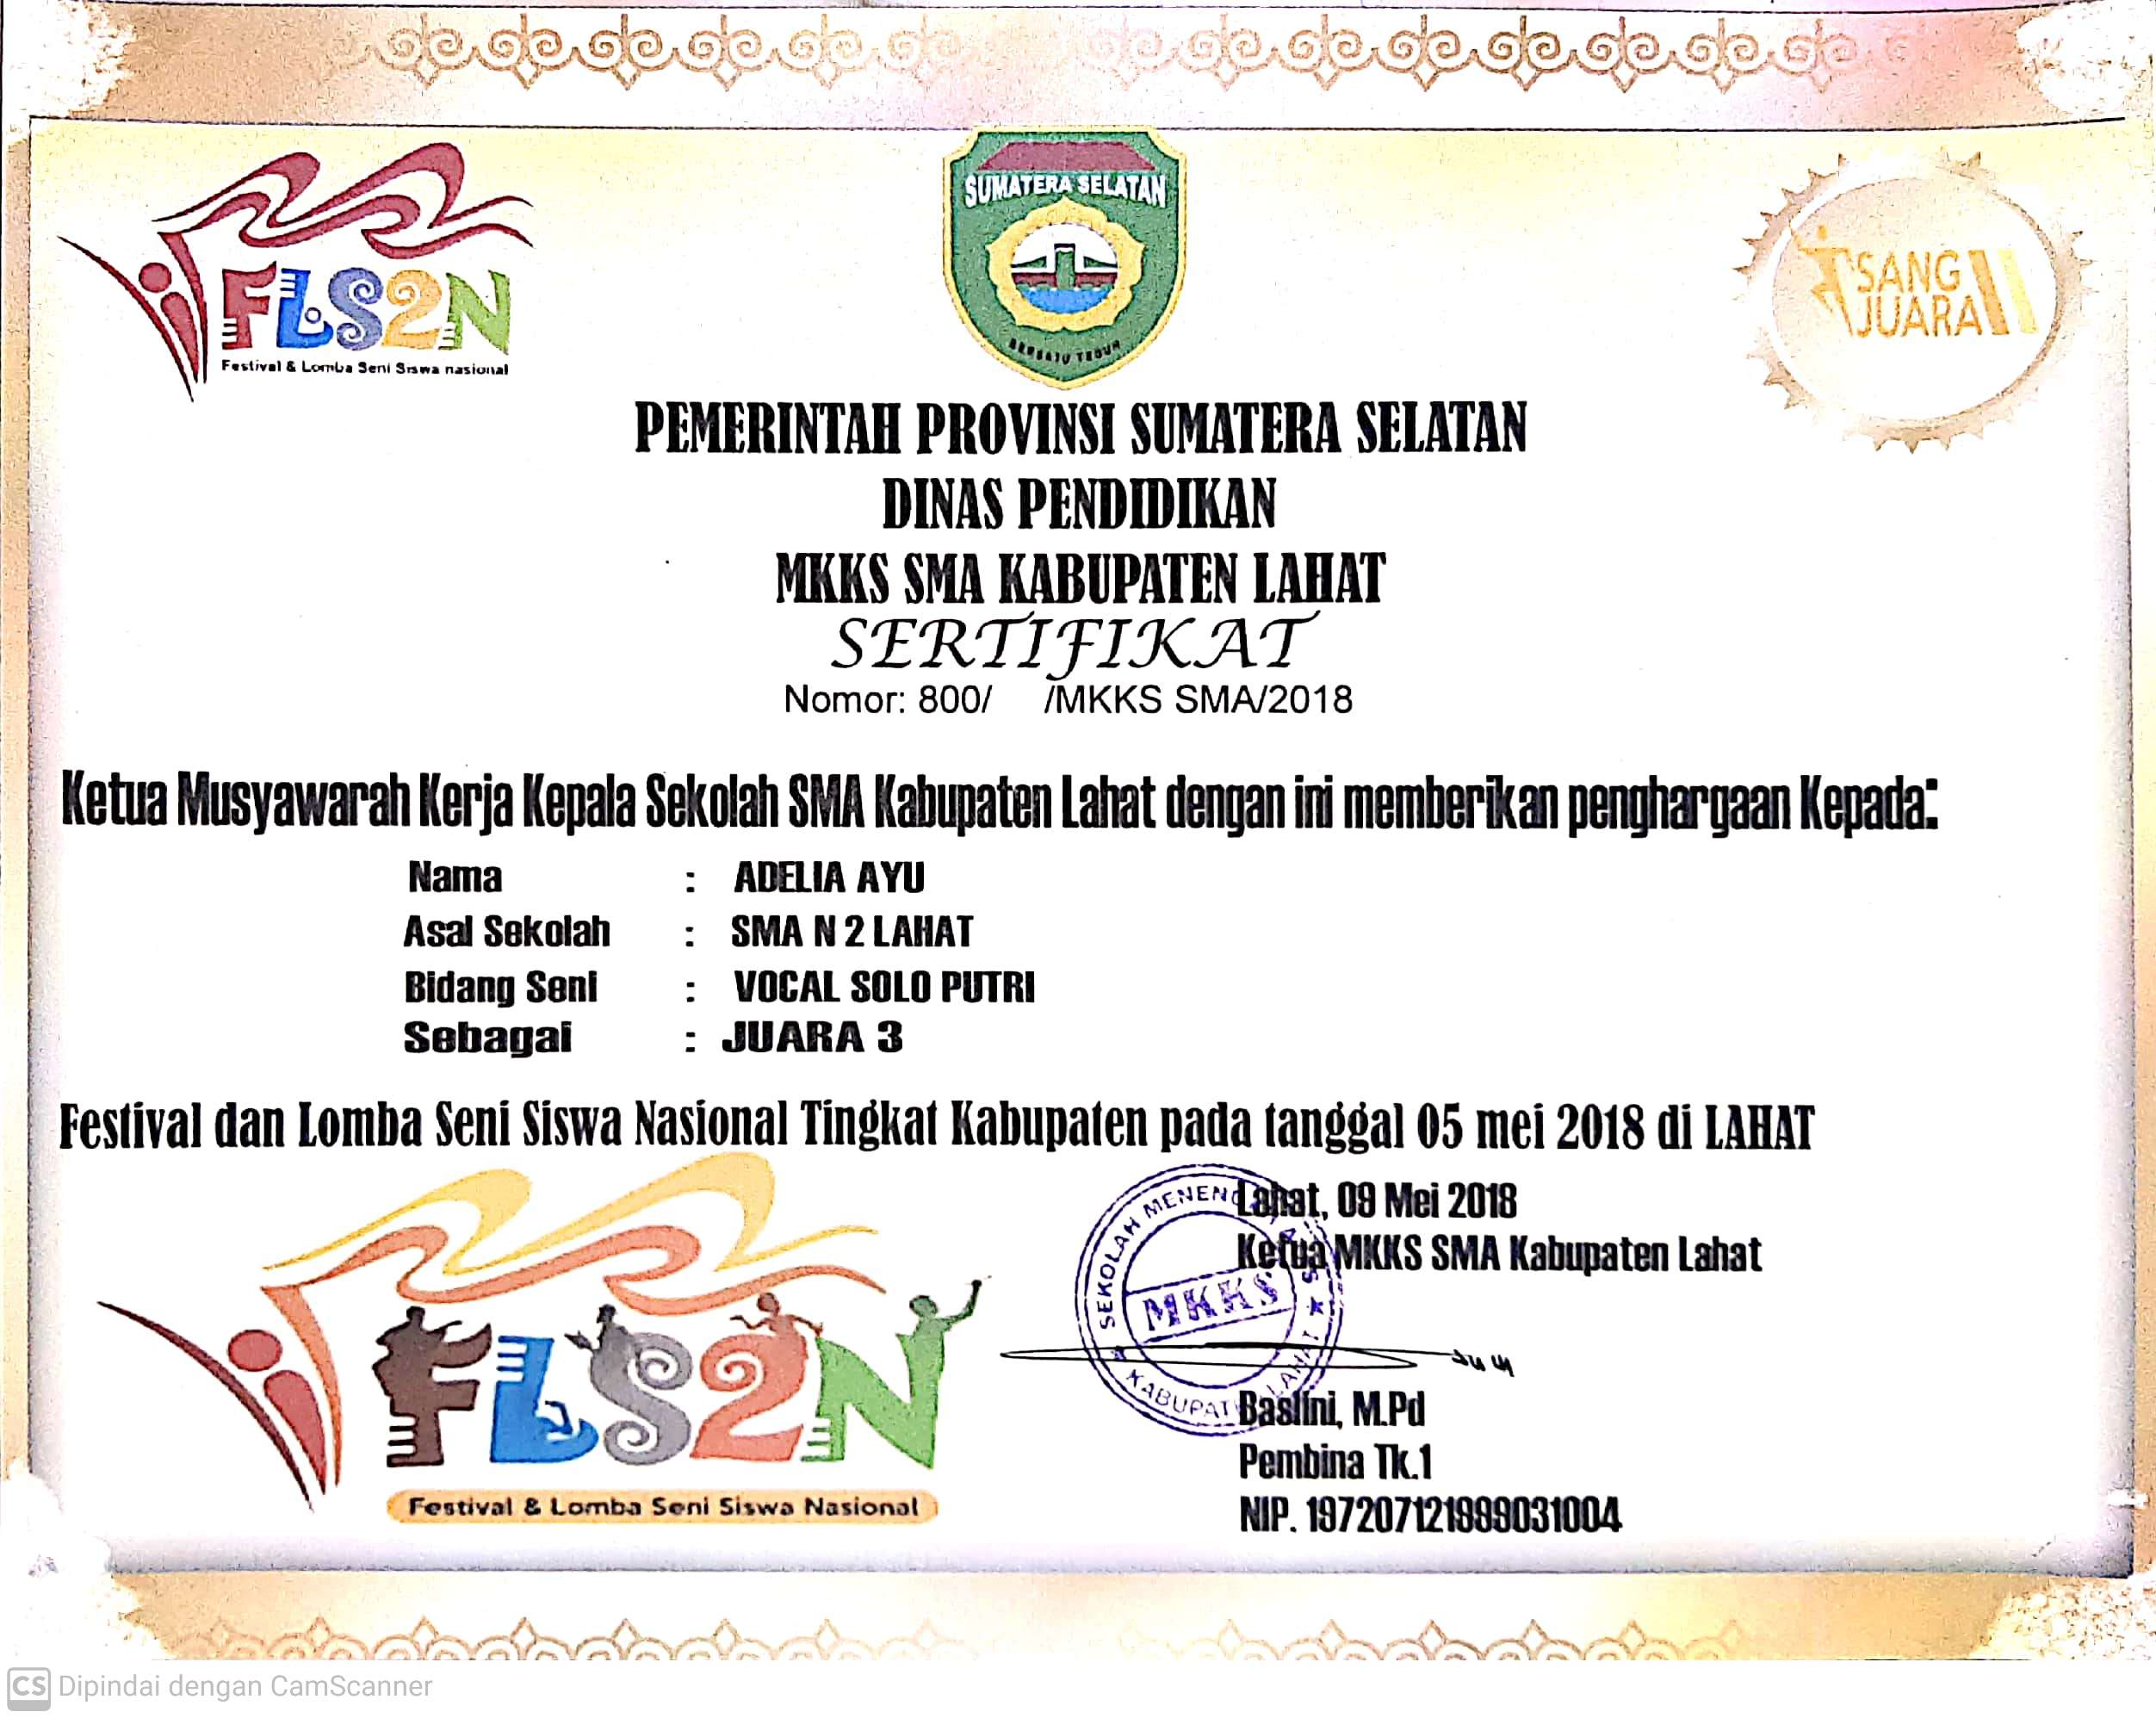 FLS2N
Festival & Lomba Seni Siswa nasional
SUMATERA SELATAN
BERSATU TEGUH
SANG
JUARA
PEMERINTAH PROVINSI SUMATERA SELATAN
DINAS PENDIDIKAN
MKKS SMA KABUPATEN LAHAT
SERTIFIKAT
Nomor: 800/ /MKKS SMA/2018
Ketua Musyawarah Kerja Kepala Sekolah SMA Kabupaten Lahat dengan ini memberikan penghargaan Kepada:
Nama : ADELIA AYU
Asal Sekolah : SMA N 2 LAHAT
Bidang Seni : VOCAL SOLO PUTRI
Sebagai : JUARA 3
Festival dan Lomba Seni Siswa Nasional Tingkat Kabupaten pada tanggal 05 mei 2018 di LAHAT
Lahat, 09 Mei 2018
Ketua MKKS SMA Kabupaten Lahat
SEKOLAH MENENG
MKKS
KABUPAT LAHAT
Baslini, M.Pd
Pembina Tk.1
NIP. 197207121999031004
FLS2N
Festival & Lomba Seni Siswa Nasional
CS Dipindai dengan CamScanner